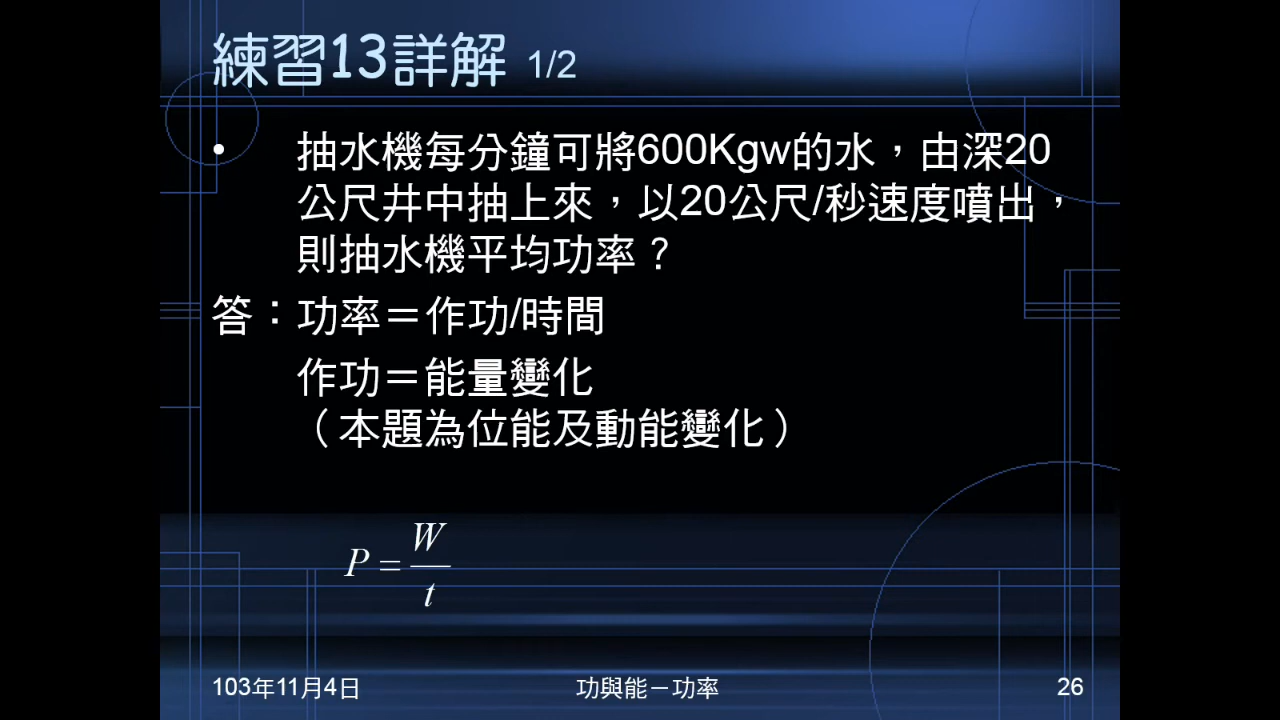 練習13詳解 1/2
• 抽水機每分鐘可將600Kgw的水，由深20
公尺井中抽上來，以20公尺/秒速度噴出，
則抽水機平均功率？
答：功率＝作功/時間
作功＝能量變化
（本題為位能及動能變化）
P = W/t
103年11月4日 功與能－功率 26